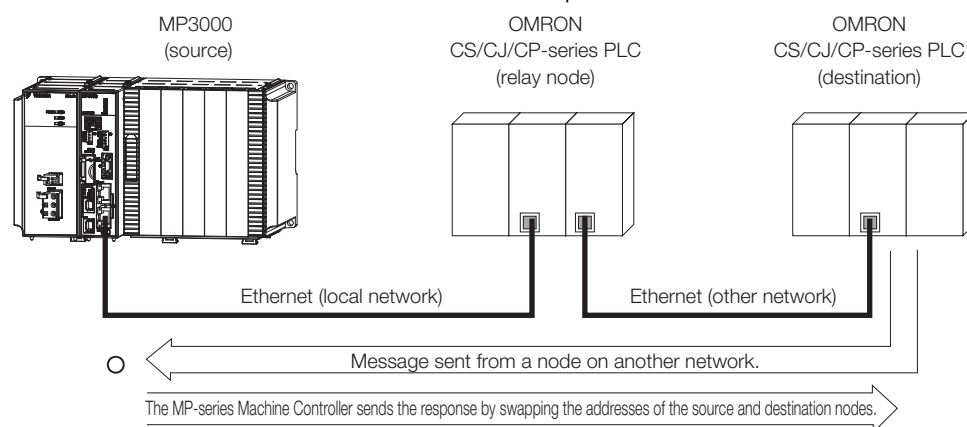 MP3000
(source)
OMRON
CS/CJ/CP-series PLC
(relay node)
OMRON
CS/CJ/CP-series PLC
(destination)
Ethernet (local network)
Ethernet (other network)
Message sent from a node on another network.
The MP-series Machine Controller sends the response by swapping the addresses of the source and destination nodes.